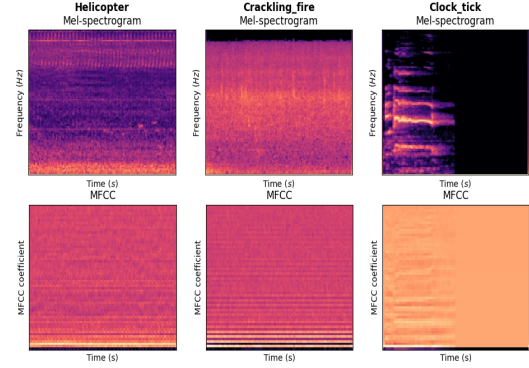 Helicopter
Mel-spectrogram
Frequency (Hz)
Time (s)
MFCC
MFCC coefficient
Time (s)
Crackling_fire
Mel-spectrogram
Frequency (Hz)
Time (s)
MFCC
MFCC coefficient
Time (s)
Clock_tick
Mel-spectrogram
Frequency (Hz)
Time (s)
MFCC
MFCC coefficient
Time (s)